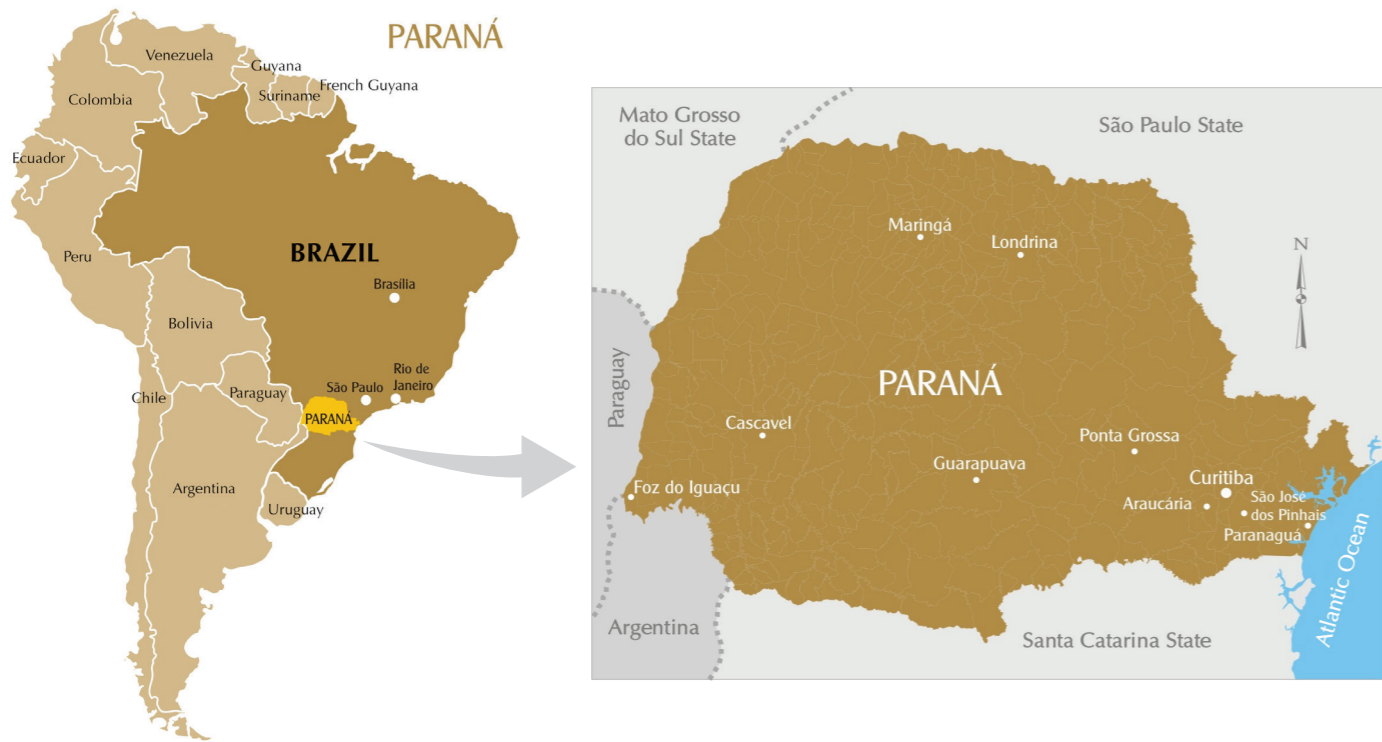 PARANÁ
Venezuela
Guyana
Suriname
French Guyana
Colombia
Ecuador
Peru
BRAZIL
Brasília
Bolivia
Paraguay
Chile
São Paulo
Rio de
Janeiro
PARANÁ
Argentina
Uruguay
Mato Grosso
do Sul State
São Paulo State
N
Maringá
Londrina
Paraguay
PARANÁ
Cascavel
Ponta Grossa
Guarapuava
Foz do Iguaçu
Curitiba
Araucária
São José
dos Pinhais
Paranaguá
Atlantic Ocean
Argentina
Santa Catarina State